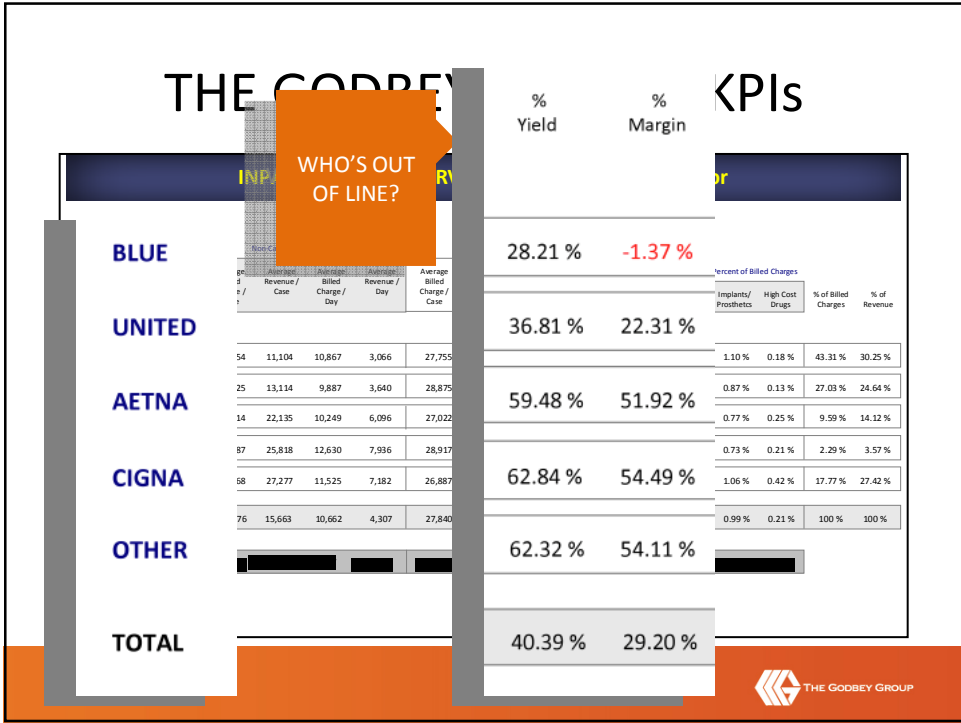 THE GODBEY KPIs
WHO'S OUT
OF LINE?
%
Yield
%
Margin
BLUE 28.21 % -1.37 %
UNITED 36.81 % 22.31 %
AETNA 59.48 % 51.92 %
CIGNA 62.84 % 54.49 %
OTHER 62.32 % 54.11 %
TOTAL 40.39 % 29.20 %
Percent of Billed Charges
Average
Revenue /
Case
Average
Billed
Charge /
Day
Average
Revenue /
Day
Average
Billed
Charge /
Case
Implants/
Prosthetcs
High Cost
Drugs
% of Billed
Charges
% of
Revenue
54 11,104 10,867 3,066 27,755 1.10 % 0.18 % 43.31 % 30.25 %
25 13,114 9,887 3,640 28,875 0.87 % 0.13 % 27.03 % 24.64 %
14 22,135 10,249 6,096 27,022 0.77 % 0.25 % 9.59 % 14.12 %
87 25,818 12,630 7,936 28,917 0.73 % 0.21 % 2.29 % 3.57 %
68 27,277 11,525 7,182 26,887 1.06 % 0.42 % 17.77 % 27.42 %
76 15,663 10,662 4,307 27,840 0.99 % 0.21 % 100 % 100 %
THE GODBEY GROUP